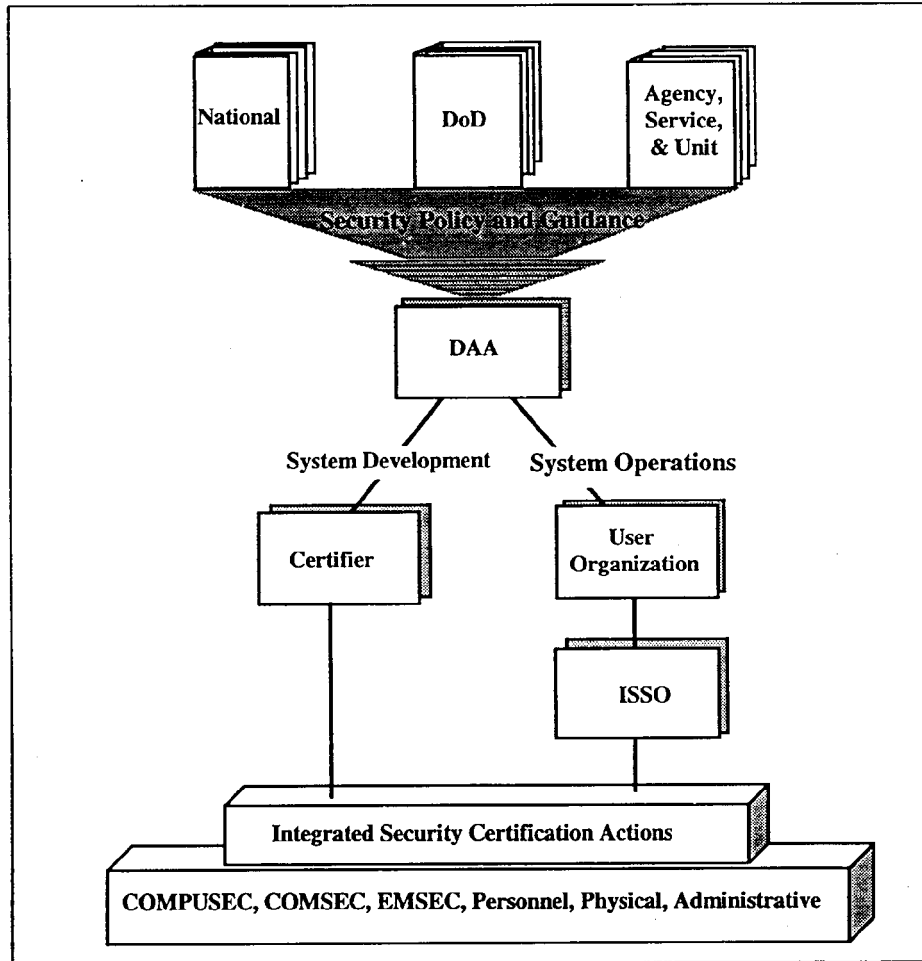 National
DoD
Agency,
Service,
& Unit
Security Policy and Guidance
DAA
System Development
System Operations
Certifier
User
Organization
ISSO
Integrated Security Certification Actions
COMPUSEC, COMSEC, EMSEC, Personnel, Physical, Administrative